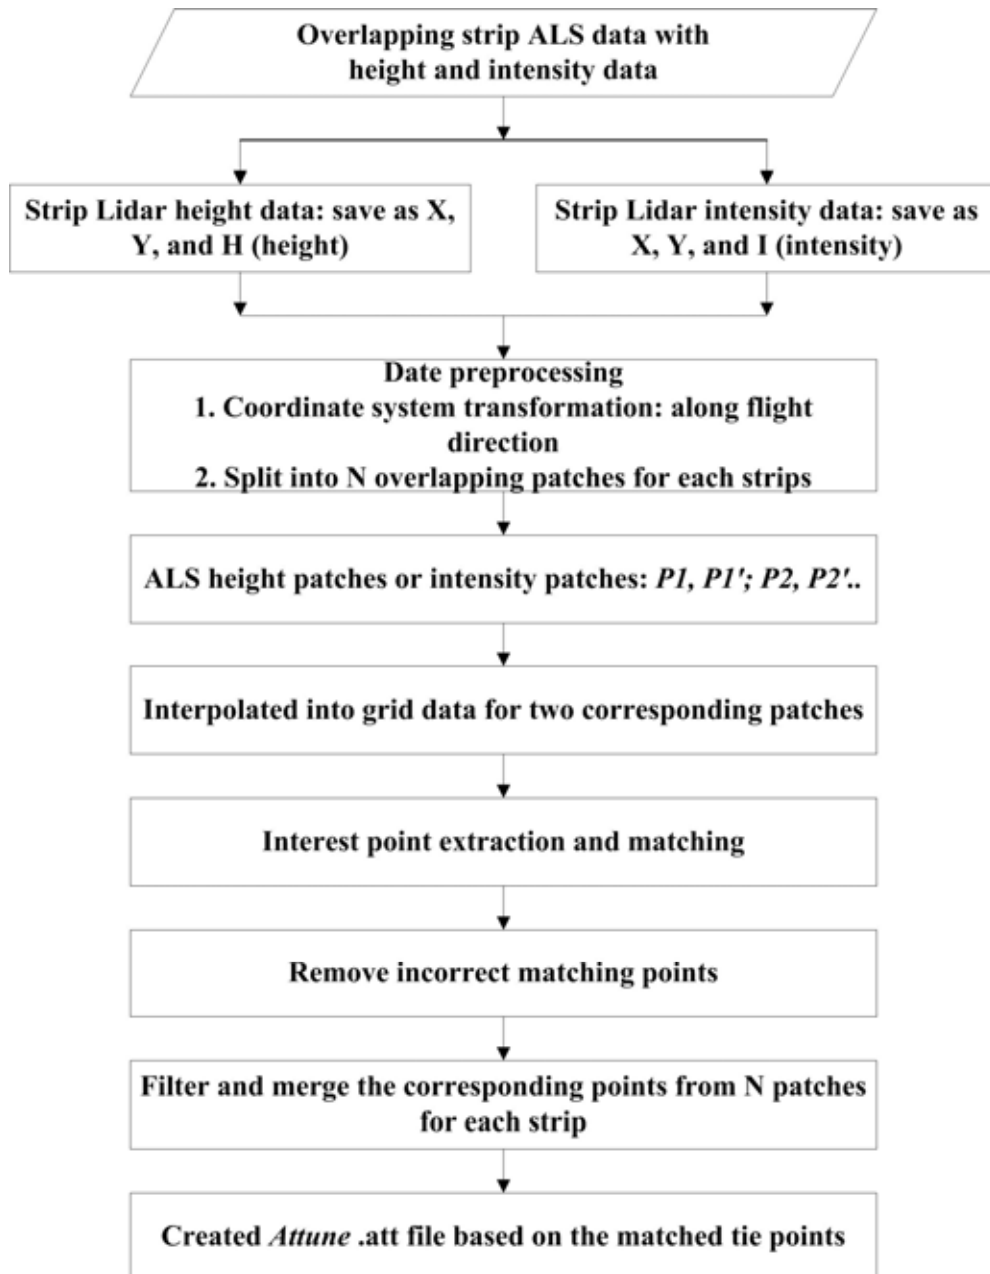 Overlapping strip ALS data with
height and intensity data
Strip Lidar height data: save as X,
Y, and H (height)
Strip Lidar intensity data: save as
X, Y, and I (intensity)
Date preprocessing
1. Coordinate system transformation: along flight
direction
2. Split into N overlapping patches for each strips
ALS height patches or intensity patches: P1, P1'; P2, P2'..
Interpolated into grid data for two corresponding patches
Interest point extraction and matching
Remove incorrect matching points
Filter and merge the corresponding points from N patches
for each strip
Created Attune .att file based on the matched tie points